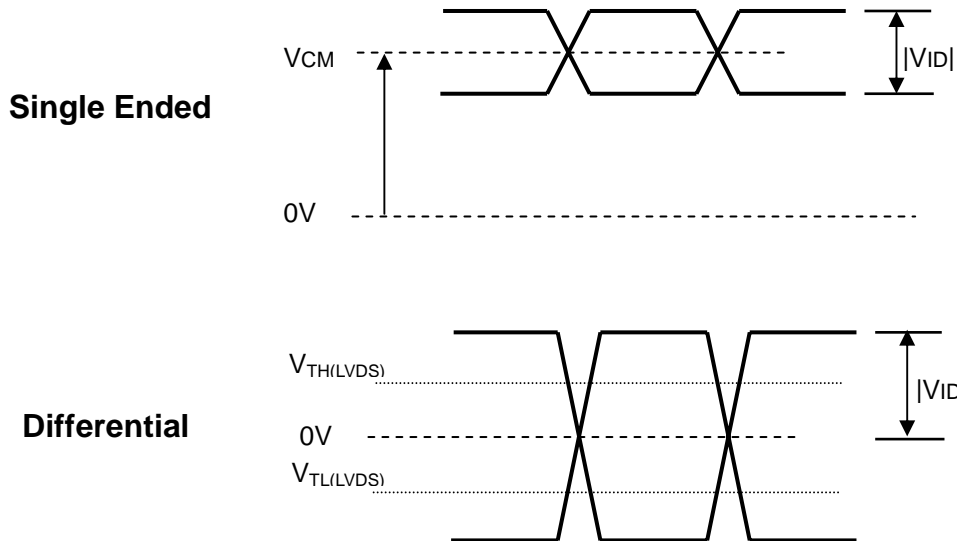 VCM
|VID|
Single Ended
0V
VTH(LVDS)
|VID
Differential
0V
VTL(LVDS)